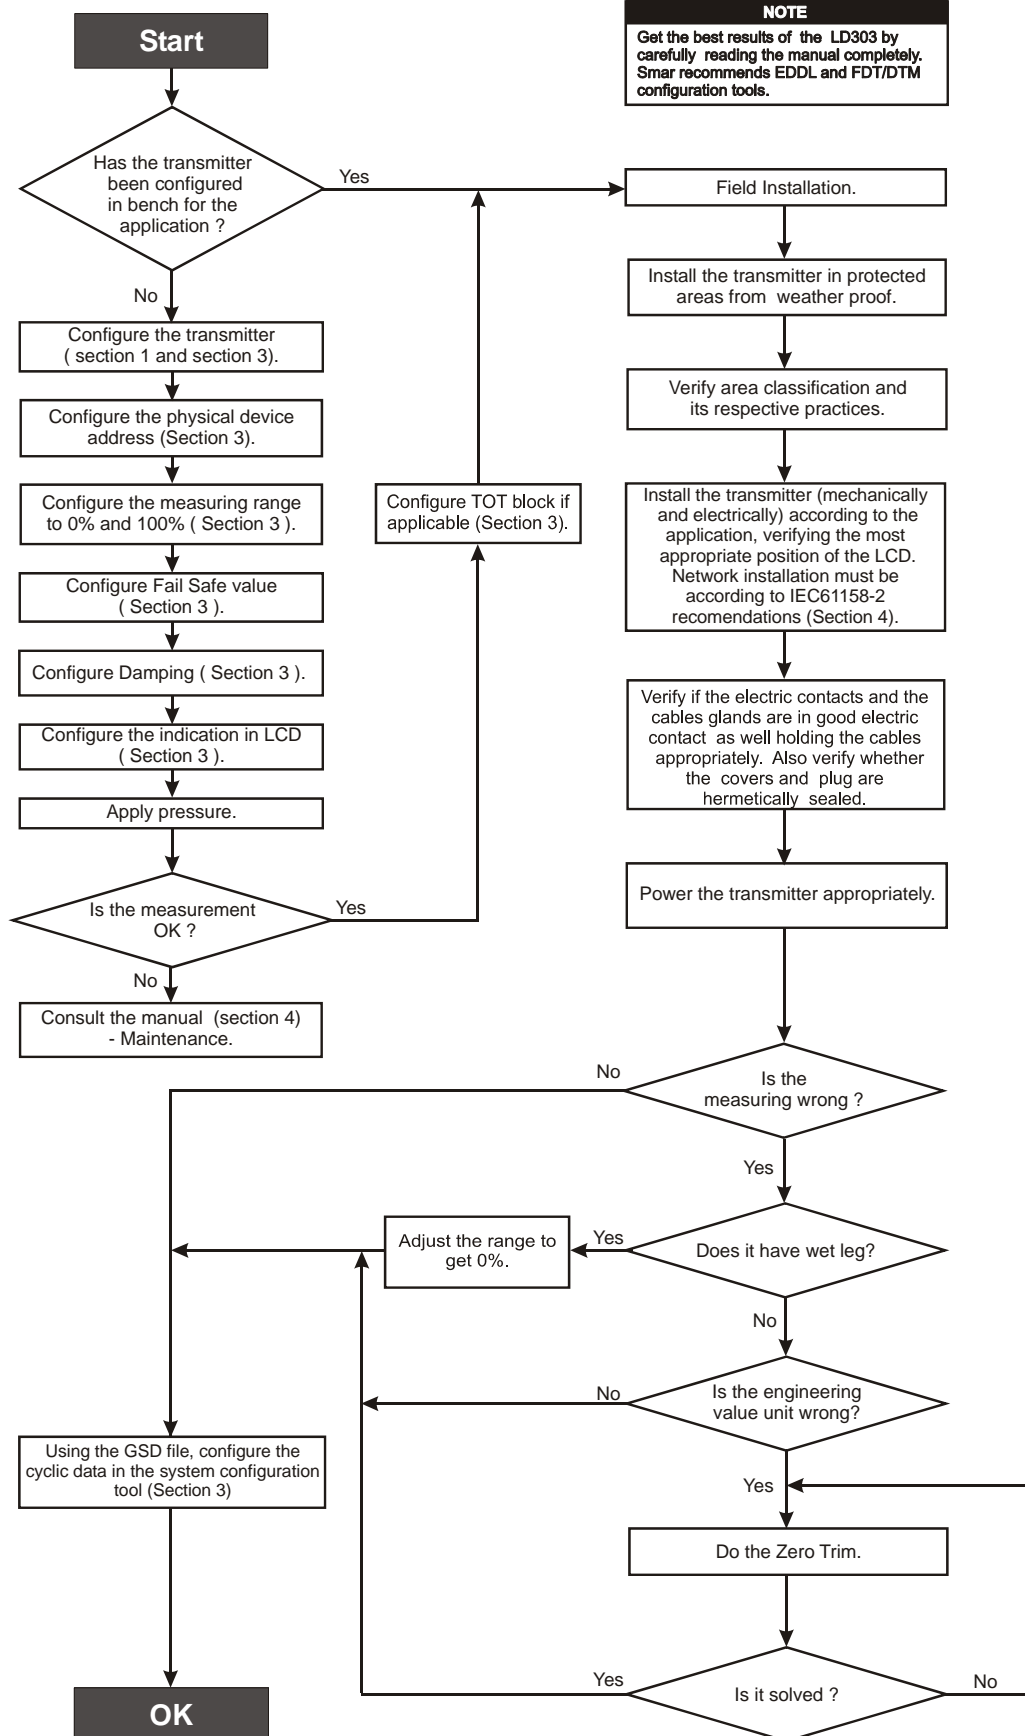 Start
NOTE
Get the best results of the LD303 by
carefully reading the manual completely.
Smar recommends EDDL and FDT/DTM
configuration tools.
Has the transmitter
been configured
in bench for the
application ?
Yes
No
Configure the transmitter
( section 1 and section 3).
Configure the physical device
address (Section 3).
Configure the measuring range
to 0% and 100% ( Section 3 ).
Configure Fail Safe value
( Section 3 ).
Configure Damping ( Section 3 ).
Configure the indication in LCD
( Section 3 ).
Apply pressure.
Is the measurement
OK ?
Yes
No
Consult the manual (section 4)
- Maintenance.
Configure TOT block if
applicable (Section 3).
Field Installation.
Install the transmitter in protected
areas from weather proof.
Verify area classification and
its respective practices.
Install the transmitter (mechanically
and electrically) according to the
application, verifying the most
appropriate position of the LCD.
Network installation must be
according to IEC61158-2
recomendations (Section 4).
Verify if the electric contacts and the
cables glands are in good electric
contact as well holding the cables
appropriately. Also verify whether
the covers and plug are
hermetically sealed.
Power the transmitter appropriately.
Is the
measuring wrong ?
No
Yes
Does it have wet leg?
Yes
Adjust the range to
get 0%.
No
Is the engineering
value unit wrong?
No
Yes
Do the Zero Trim.
Is it solved ?
Yes
No
Using the GSD file, configure the
cyclic data in the system configuration
tool (Section 3)
OK